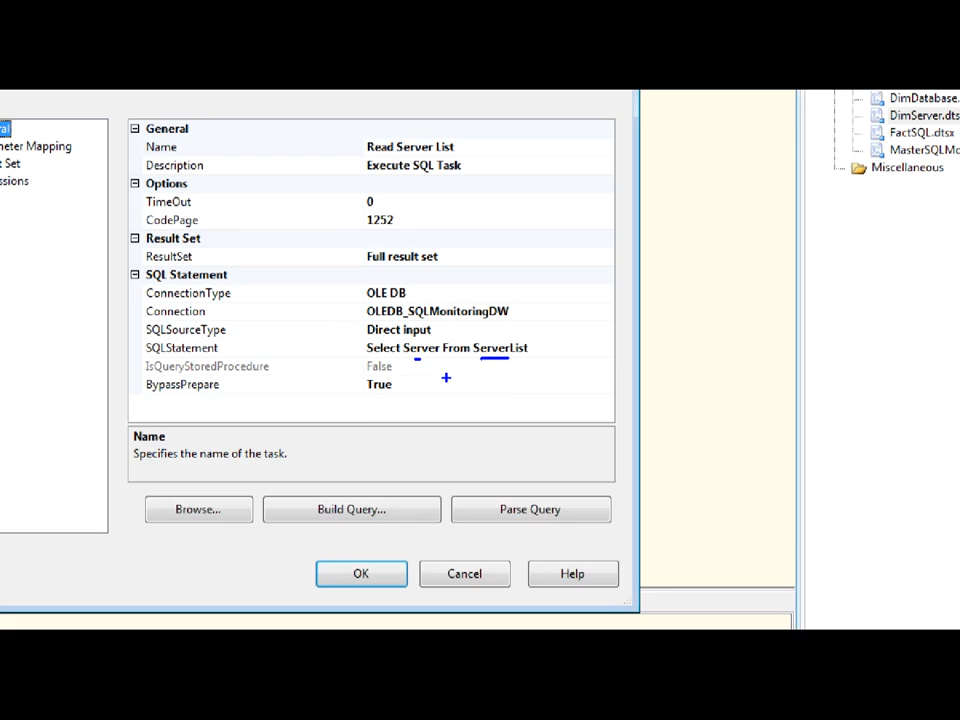 ral
meter Mapping
t Set
ssions
General
Name Read Server List
Description Execute SQL Task
Options
TimeOut 0
CodePage 1252
Result Set
ResultSet Full result set
SQL Statement
ConnectionType OLE DB
Connection OLEDB_SQLMonitoringDW
SQLSourceType Direct input
SQLStatement Select Server From ServerList
IsQueryStoredProcedure False
BypassPrepare True
Name
Specifies the name of the task.
Browse... Build Query... Parse Query
OK Cancel Help
DimDatabase.
DimServer.dts
FactSQL.dtsx
MasterSQLMo
Miscellaneous